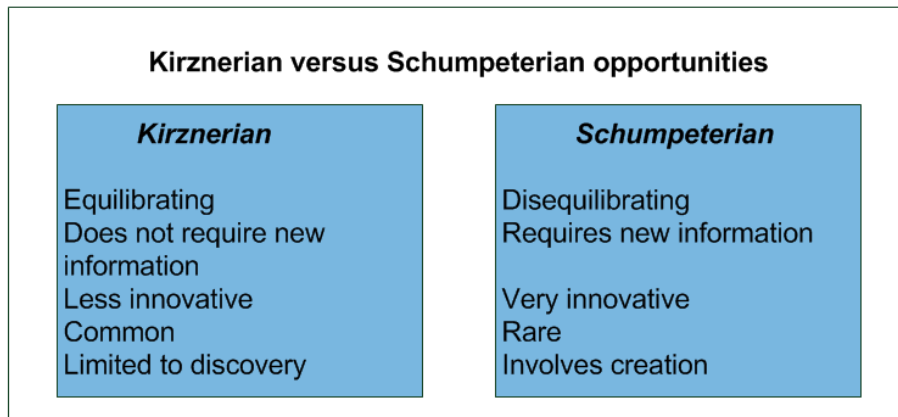 Kirznerian versus Schumpeterian opportunities
Kirznerian
Equilibrating
Does not require new
information
Less innovative
Common
Limited to discovery
Schumpeterian
Disequilibrating
Requires new information
Very innovative
Rare
Involves creation